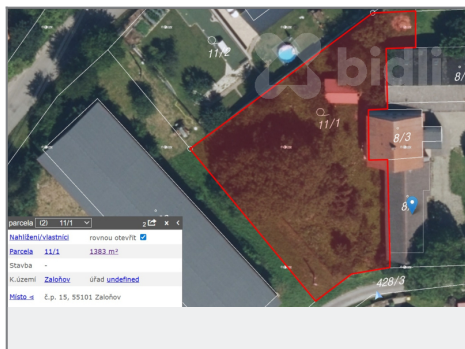 bidli
11/2
11/1
8/3
8/
8/
428/3
parcela (2) 11/1 2
Nahlížení/vlastníci rovnou otevřít
Parcela 11/1 1383 m²
Stavba -
K.území Zaloňov úřad undefined
Místo č.p. 15, 55101 Zaloňov